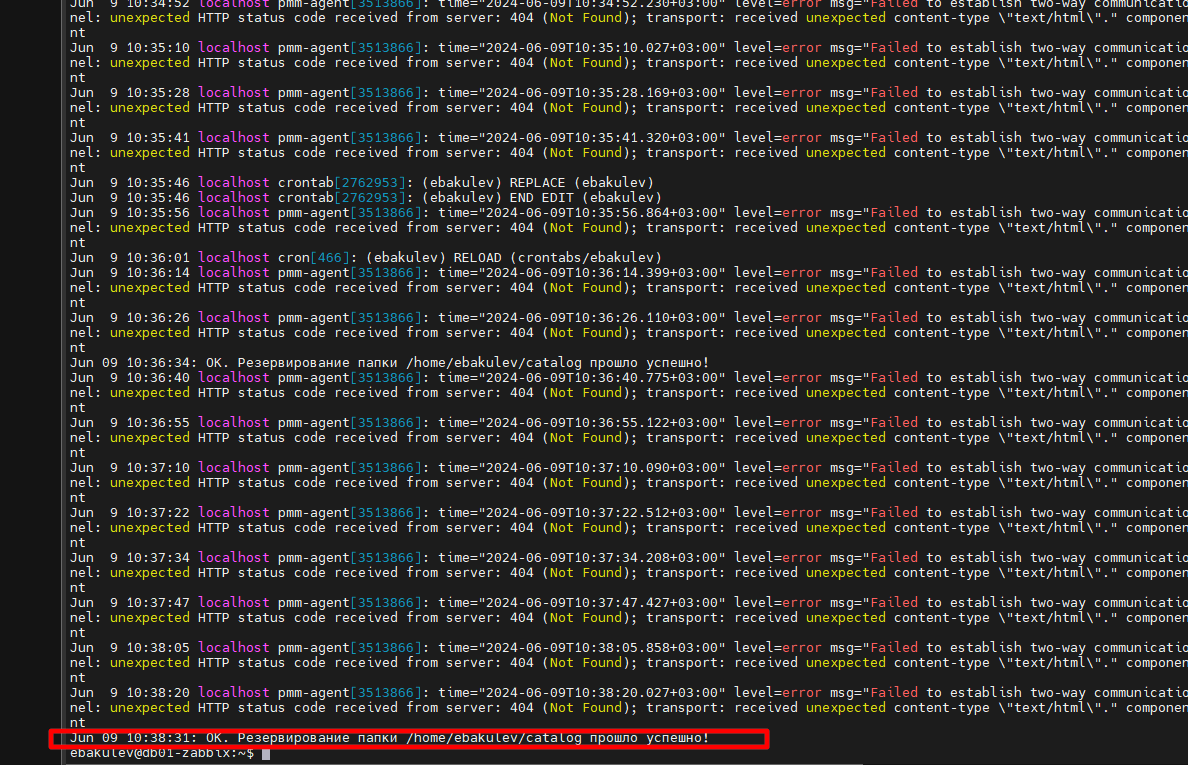 Jun  9 10:34:52 localhost pmm-agent[3513866]: time="2024-06-09T10:34:52.230+03:00" level=error msg="Failed to establish two-way communicatio
nel: unexpected HTTP status code received from server: 404 (Not Found); transport: received unexpected content-type \"text/html\"." componen
nt
Jun  9 10:35:10 localhost pmm-agent[3513866]: time="2024-06-09T10:35:10.027+03:00" level=error msg="Failed to establish two-way communicatio
nel: unexpected HTTP status code received from server: 404 (Not Found); transport: received unexpected content-type \"text/html\"." componen
nt
Jun  9 10:35:28 localhost pmm-agent[3513866]: time="2024-06-09T10:35:28.169+03:00" level=error msg="Failed to establish two-way communicatio
nel: unexpected HTTP status code received from server: 404 (Not Found); transport: received unexpected content-type \"text/html\"." componen
nt
Jun  9 10:35:41 localhost pmm-agent[3513866]: time="2024-06-09T10:35:41.320+03:00" level=error msg="Failed to establish two-way communicatio
nel: unexpected HTTP status code received from server: 404 (Not Found); transport: received unexpected content-type \"text/html\"." componen
nt
Jun  9 10:35:46 localhost crontab[2762953]: (ebakulev) REPLACE (ebakulev)
Jun  9 10:35:46 localhost crontab[2762953]: (ebakulev) END EDIT (ebakulev)
Jun  9 10:35:56 localhost pmm-agent[3513866]: time="2024-06-09T10:35:56.864+03:00" level=error msg="Failed to establish two-way communicatio
nel: unexpected HTTP status code received from server: 404 (Not Found); transport: received unexpected content-type \"text/html\"." componen
nt
Jun  9 10:36:01 localhost cron[466]: (ebakulev) RELOAD (crontabs/ebakulev)
Jun  9 10:36:14 localhost pmm-agent[3513866]: time="2024-06-09T10:36:14.399+03:00" level=error msg="Failed to establish two-way communicatio
nel: unexpected HTTP status code received from server: 404 (Not Found); transport: received unexpected content-type \"text/html\"." componen
nt
Jun  9 10:36:26 localhost pmm-agent[3513866]: time="2024-06-09T10:36:26.110+03:00" level=error msg="Failed to establish two-way communicatio
nel: unexpected HTTP status code received from server: 404 (Not Found); transport: received unexpected content-type \"text/html\"." componen
nt
Jun 09 10:36:34: OK. Резервирование папки /home/ebakulev/catalog прошло успешно!
Jun  9 10:36:40 localhost pmm-agent[3513866]: time="2024-06-09T10:36:40.775+03:00" level=error msg="Failed to establish two-way communicatio
nel: unexpected HTTP status code received from server: 404 (Not Found); transport: received unexpected content-type \"text/html\"." componen
nt
Jun  9 10:36:55 localhost pmm-agent[3513866]: time="2024-06-09T10:36:55.122+03:00" level=error msg="Failed to establish two-way communicatio
nel: unexpected HTTP status code received from server: 404 (Not Found); transport: received unexpected content-type \"text/html\"." componen
nt
Jun  9 10:37:10 localhost pmm-agent[3513866]: time="2024-06-09T10:37:10.090+03:00" level=error msg="Failed to establish two-way communicatio
nel: unexpected HTTP status code received from server: 404 (Not Found); transport: received unexpected content-type \"text/html\"." componen
nt
Jun  9 10:37:22 localhost pmm-agent[3513866]: time="2024-06-09T10:37:22.512+03:00" level=error msg="Failed to establish two-way communicatio
nel: unexpected HTTP status code received from server: 404 (Not Found); transport: received unexpected content-type \"text/html\"." componen
nt
Jun  9 10:37:34 localhost pmm-agent[3513866]: time="2024-06-09T10:37:34.208+03:00" level=error msg="Failed to establish two-way communicatio
nel: unexpected HTTP status code received from server: 404 (Not Found); transport: received unexpected content-type \"text/html\"." componen
nt
Jun  9 10:37:47 localhost pmm-agent[3513866]: time="2024-06-09T10:37:47.427+03:00" level=error msg="Failed to establish two-way communicatio
nel: unexpected HTTP status code received from server: 404 (Not Found); transport: received unexpected content-type \"text/html\"." componen
nt
Jun  9 10:38:05 localhost pmm-agent[3513866]: time="2024-06-09T10:38:05.858+03:00" level=error msg="Failed to establish two-way communicatio
nel: unexpected HTTP status code received from server: 404 (Not Found); transport: received unexpected content-type \"text/html\"." componen
nt
Jun  9 10:38:20 localhost pmm-agent[3513866]: time="2024-06-09T10:38:20.027+03:00" level=error msg="Failed to establish two-way communicatio
nel: unexpected HTTP status code received from server: 404 (Not Found); transport: received unexpected content-type \"text/html\"." componen
nt
Jun 09 10:38:31: OK. Резервирование папки /home/ebakulev/catalog прошло успешно!
ebakulev@db01-zabbix:~$